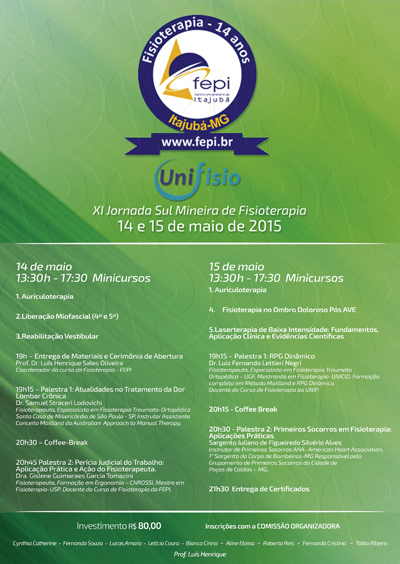 Fisioterapia - 14 anos
fepi
Centro Universitário de
Itajubá
Itajubá-MG
www.fepi.br
Unifisio
XI Jornada Sul Mineira de Fisioterapia
14 e 15 de maio de 2015
14 de maio
13:30h - 17:30 Minicursos
1. Auriculoterapia
2.Liberação Miofascial (4º e 5º)
3.Reabilitação Vestibular
19h – Entrega de Materiais e Cerimônia de Abertura
Prof. Dr. Luis Henrique Sales Oliveira
Coordenador do curso de Fisioterapia - FEPI
19h15 – Palestra 1: Atualidades no Tratamento da Dor
Lombar Crônica
Dr. Samuel Straceri Lodovichi
Fisioterapeuta, Especialista em Fisioterapia Traumato-Ortopédica
Santa Casa de Misericórdia de São Paulo - SP, Instrutor Assistente
Conceito Maitland do Australian Approach to Manual Therapy.
20h30 – Coffee-Break
20h45 Palestra 2: Perícia Judicial do Trabalho:
Aplicação Prática e Ação do Fisioterapeuta.
Dra. Gislene Guimaraes Garcia Tomazini
Fisioterapeuta, Formação em Ergonomia – CNROSSI, Mestre em
Fisioterapia-USP. Docente do Curso de Fisioterapia da FEPI.
15 de maio
13:30h - 17:30 Minicursos
1. Auriculoterapia
4. Fisioterapia no Ombro Doloroso Pós AVE
5.Laserterapia de Baixa Intensidade: Fundamentos,
Aplicação Clínica e Evidências Científicas
19h15 – Palestra 1: RPG Dinâmico
Dr. Luiz Fernando Lettieri Negri
Fisioterapeuta, Especialista em Fisioterapia Traumato
Ortopédica – UGF, Mestrando em Fisioterapia-UNICID, Formação
completa em Método Maitland e RPG Dinâmica.
Docente do Curso de Fisioterapia da UNIP.
20h15 - Coffee Break
20h30 - Palestra 2: Primeiros Socorros em Fisioterapia:
Aplicações Práticas
Sargento Juliano de Figueiredo Silvério Alves
Instrutor de Primeiros Socorros AHA - American Heart Association,
1º Sargento do Corpo de Bombeiros -MG Responsável pelo
Grupamento de Primeiros Socorros da Cidade de
Poços de Caldas – MG.
21h30 Entrega de Certificados
Investimento R$ 80,00
Inscrições com a COMISSÃO ORGANIZADORA
Cynthia Catherine - Fernanda Souza - Lucas Amaro - Letícia Couro - Bianca Cirino - Aline Elaina - Roberta Reis - Fernanda Cristina - Talita Ribeiro
Prof. Luís Henrique